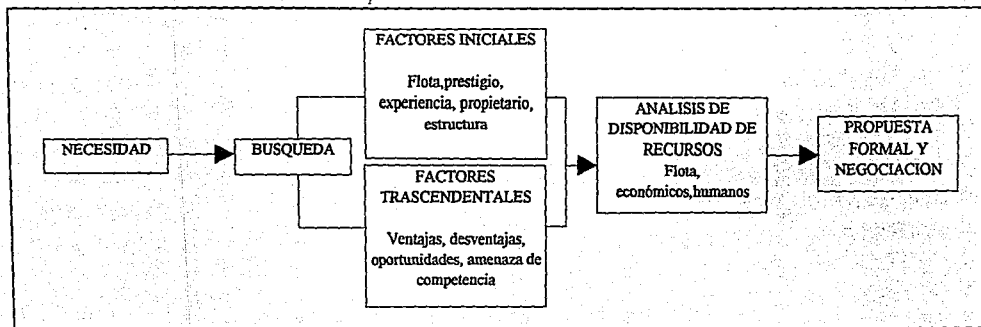 NECESIDAD
BUSQUEDA
FACTORES INICIALES
Flota,prestigio,
experiencia, propietario,
estructura
FACTORES
TRASCENDENTALES
Ventajas, desventajas,
oportunidades, amenaza de
competencia
ANALISIS DE
DISPONIBILIDAD DE
RECURSOS
Flota,
económicos,humanos
PROPUESTA
FORMAL Y
NEGOCIACION